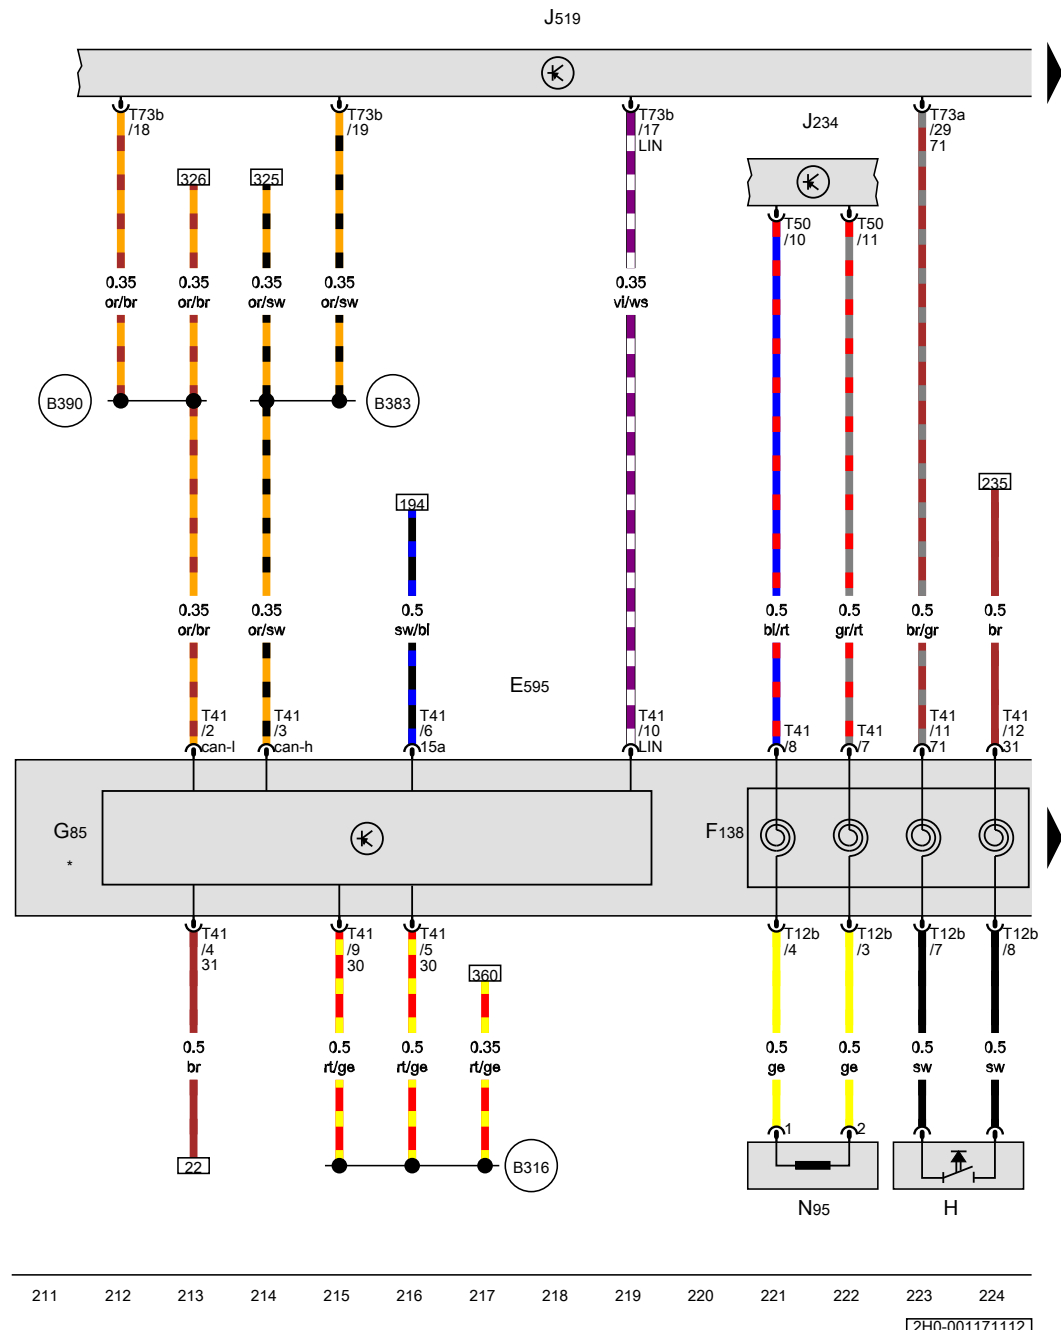 J519
T73b
/18
T73b
/19
T73b
/17
LIN
T73a
/29
71
J234
326
325
T50
/10
T50
/11
0.35
or/br
0.35
or/br
0.35
or/sw
0.35
or/sw
0.35
vi/ws
B390
B383
194
235
0.35
or/br
0.35
or/sw
0.5
sw/bl
0.5
bl/rt
0.5
gr/rt
0.5
br/gr
0.5
br
E595
T41
/2
can-l
T41
/3
can-h
T41
/6
15a
T41
/10
LIN
T41
/8
T41
/7
T41
/11
71
T41
/12
31
G85
*
F138
T41
/4
31
T41
/9
30
T41
/5
30
360
T12b
/4
T12b
/3
T12b
/7
T12b
/8
0.5
br
0.5
rt/ge
0.5
rt/ge
0.35
rt/ge
0.5
ge
0.5
ge
0.5
sw
0.5
sw
1
2
22
B316
N95
H
211 212 213 214 215 216 217 218 219 220 221 222 223 224
2H0-001171112